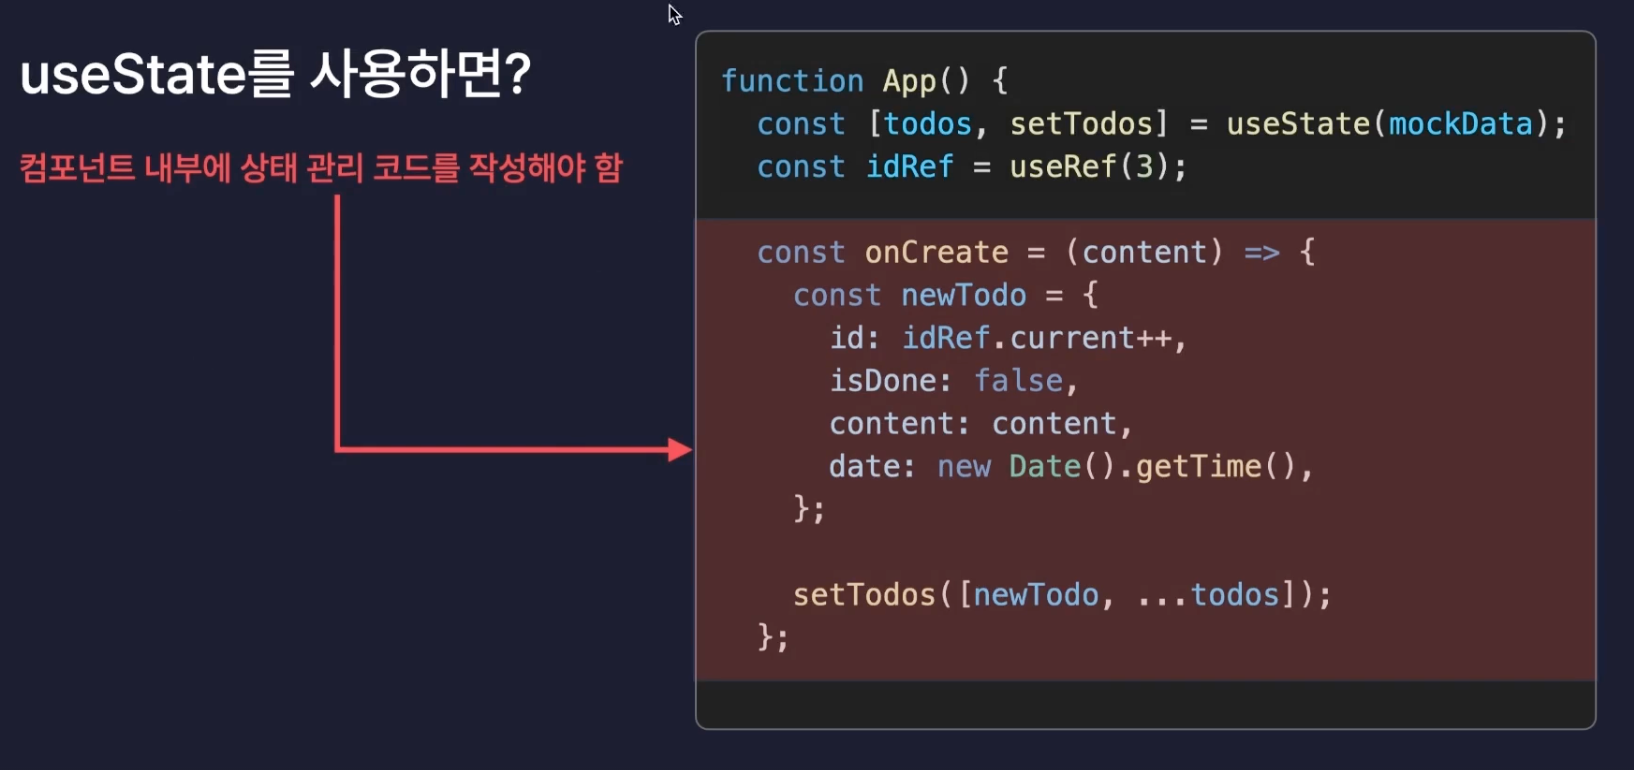 useState를 사용하면?
컴포넌트 내부에 상태 관리 코드를 작성해야 함
function App() {
  const [todos, setTodos] = useState(mockData);
  const idRef = useRef(3);
  const onCreate = (content) => {
    const newTodo = {
      id: idRef.current++,
      isDone: false,
      content: content,
      date: new Date().getTime(),
    };
    setTodos([newTodo, ...todos]);
  };